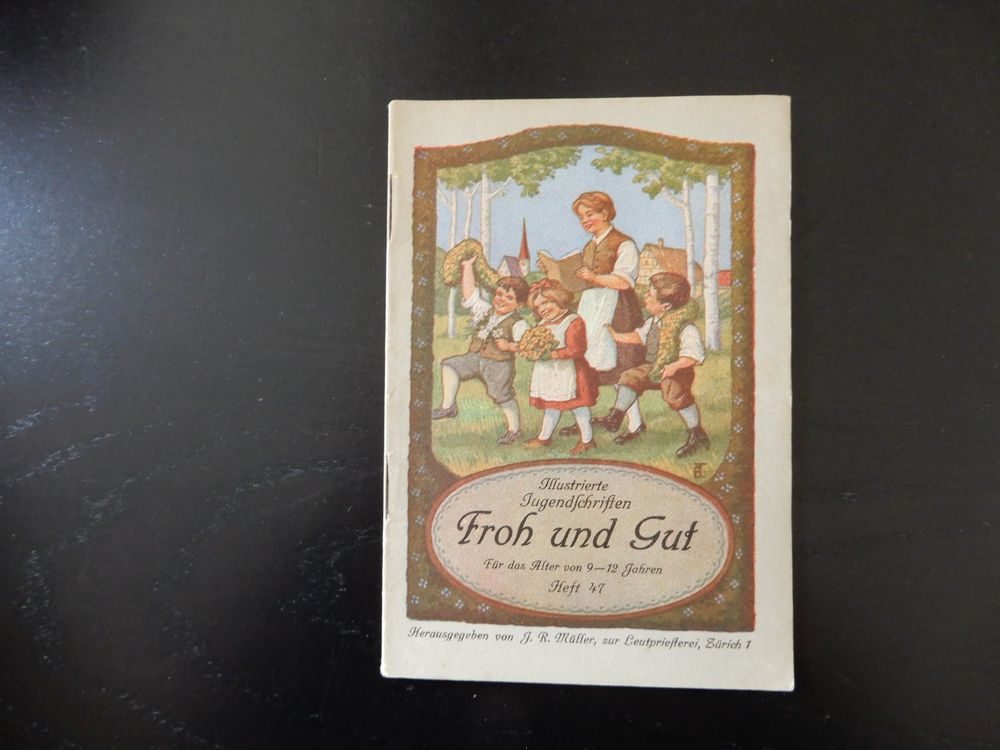 Illustrierte
Jugendschriften
Froh und Gut
Für das Alter von 9—12 Jahren
Heft 47
Herausgegeben von J. R. Müller, zur Leutpriesterei, Zürich 1